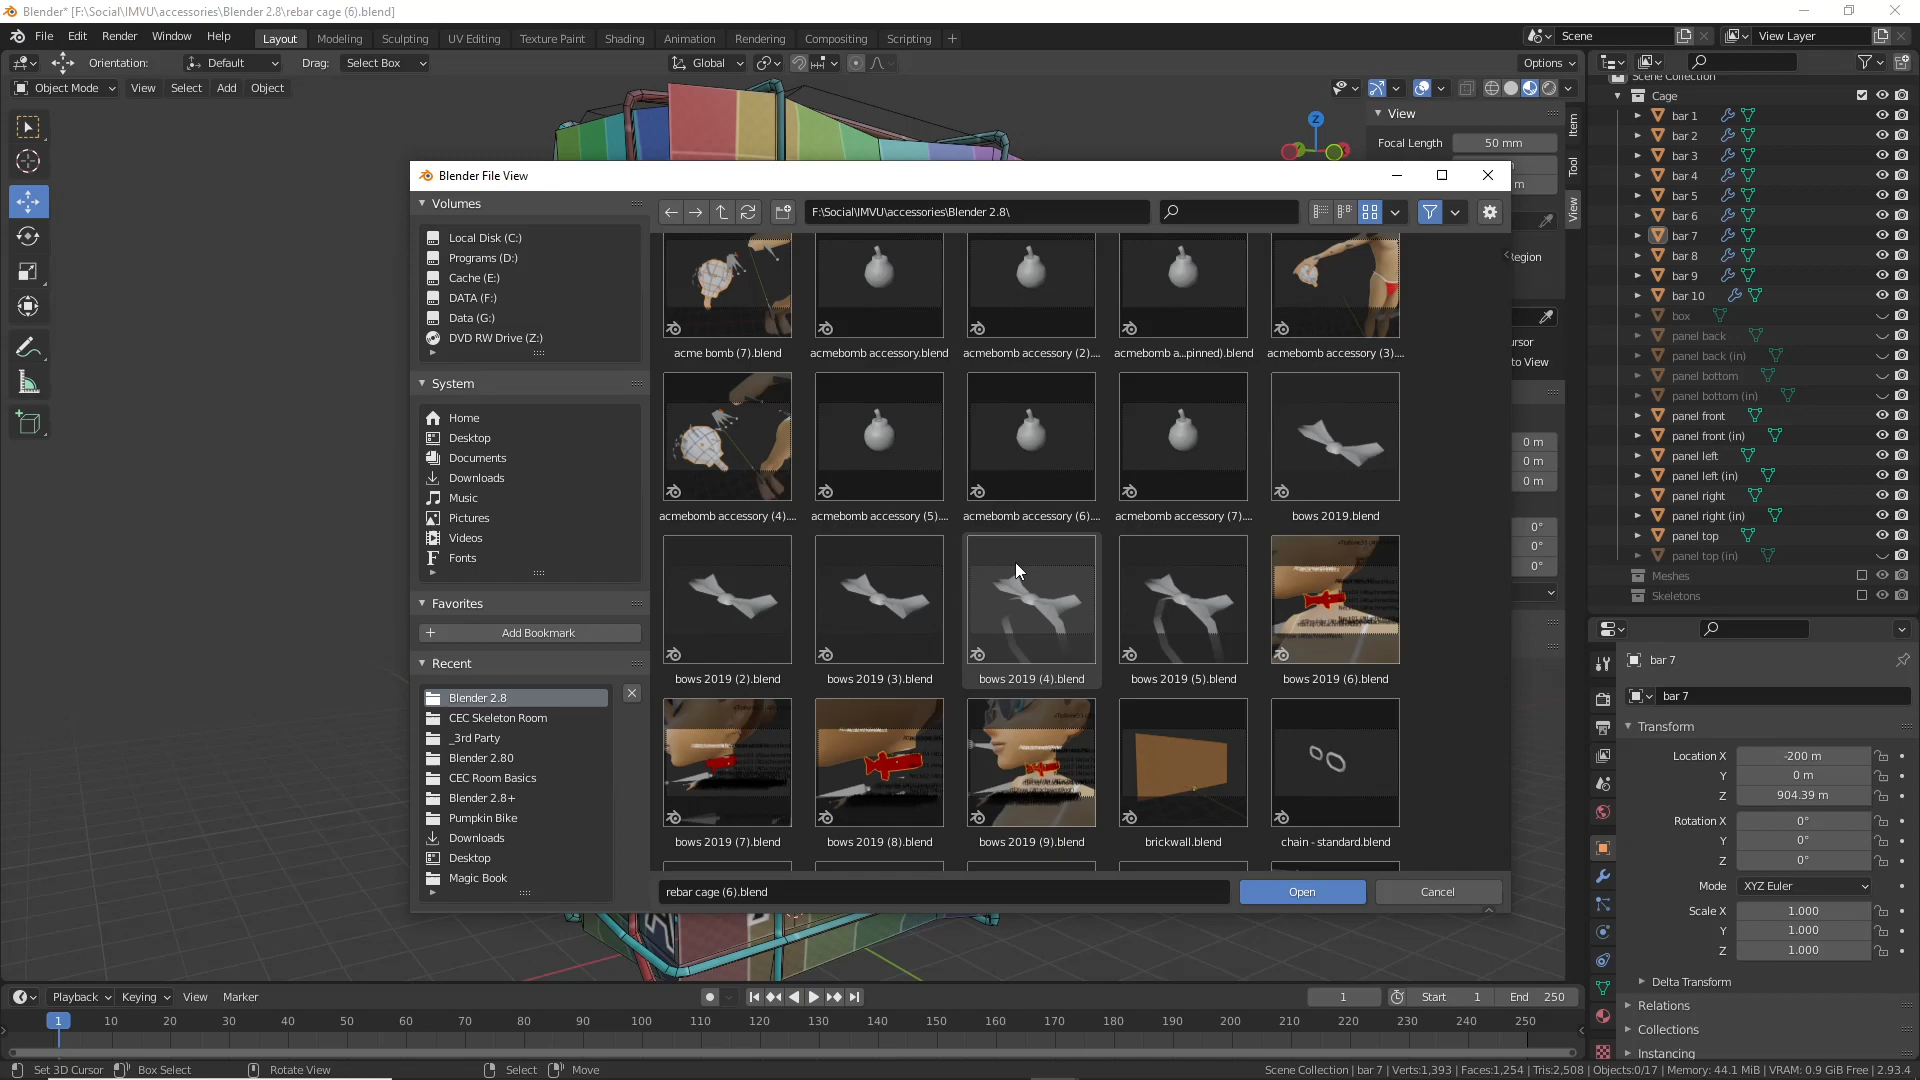 Blender* [F:\Social\IMVU\accessories\Blender 2.8\rebar cage (6).blend]
File Edit Render Window Help Layout Modeling Sculpting UV Editing Texture Paint Shading Animation Rendering Compositing Scripting + Scene View Layer
Orientation: Default Drag: Select Box Global Options
Object Mode View Select Add Object
Scene Collection
Cage
bar 1
bar 2
bar 3
bar 4
bar 5
bar 6
bar 7
bar 8
bar 9
bar 10
box
panel back
panel back (in)
panel bottom
panel bottom (in)
panel front
panel front (in)
panel left
panel left (in)
panel right
panel right (in)
panel top
panel top (in)
Meshes
Skeletons
View
Focal Length 50 mm
Item
Tool
View
Z
m
Region
ursor
to View
0 m
0 m
0 m
0°
0°
0°
Blender File View
Volumes
Local Disk (C:)
Programs (D:)
Cache (E:)
DATA (F:)
Data (G:)
DVD RW Drive (Z:)
System
Home
Desktop
Documents
Downloads
Music
Pictures
Videos
Fonts
Favorites
+ Add Bookmark
Recent
Blender 2.8
CEC Skeleton Room
_3rd Party
Blender 2.80
CEC Room Basics
Blender 2.8+
Pumpkin Bike
Downloads
Desktop
Magic Book
F:\Social\IMVU\accessories\Blender 2.8\
acme bomb (7).blend acmebomb accessory.blend acmebomb accessory (2).... acmebomb a...pinned).blend acmebomb accessory (3)....
acmebomb accessory (4).... acmebomb accessory (5).... acmebomb accessory (6).... acmebomb accessory (7).... bows 2019.blend
bows 2019 (2).blend bows 2019 (3).blend bows 2019 (4).blend bows 2019 (5).blend bows 2019 (6).blend
bows 2019 (7).blend bows 2019 (8).blend bows 2019 (9).blend brickwall.blend chain - standard.blend
rebar cage (6).blend Open Cancel
bar 7
bar 7
Transform
Location X -200 m
Y 0 m
Z 904.39 m
Rotation X 0°
Y 0°
Z 0°
Mode XYZ Euler
Scale X 1.000
Y 1.000
Z 1.000
Delta Transform
Relations
Collections
Instancing
Playback Keying View Marker 1 Start 1 End 250
1 10 20 30 40 50 60 70 80 90 100 110 120 130 140 150 160 170 180 190 200 210 220 230 240 250
Set 3D Cursor Box Select Rotate View Select Move Scene Collection | bar 7 | Verts:1,393 | Faces:1,254 | Tris:2,508 | Objects:0/17 | Memory: 44.1 MiB | VRAM: 0.9 GiB Free | 2.93.4